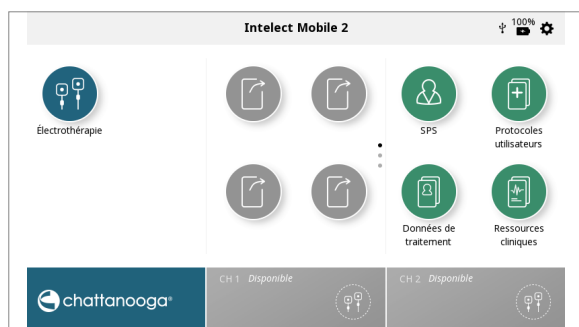 Intelect Mobile 2
100%
Électrothérapie
SPS
Protocoles
utilisateurs
Données de
traitement
Ressources
cliniques
chattanooga®
CH 1 Disponible
CH 2 Disponible